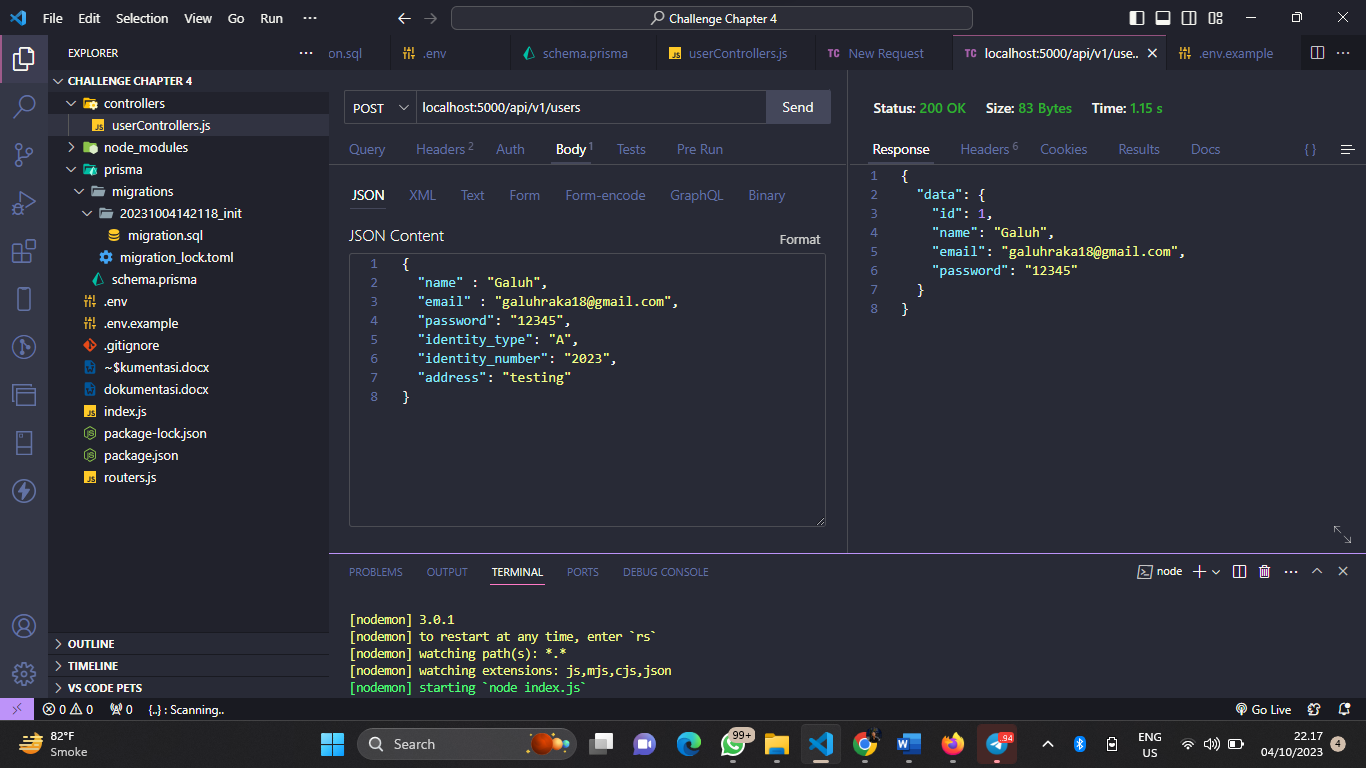 File Edit Selection View Go Run ··· Challenge Chapter 4
EXPLORER ···
on.sql .env schema.prisma JS userControllers.js TC New Request TC localhost:5000/api/v1/use.. .env.example ···
CHALLENGE CHAPTER 4
controllers
JS userControllers.js
node_modules
prisma
migrations
20231004142118_init
migration.sql
migration_lock.toml
schema.prisma
.env
.env.example
.gitignore
~$kumentasi.docx
dokumentasi.docx
JS index.js
package-lock.json
package.json
JS routers.js
OUTLINE
TIMELINE
VS CODE PETS
POST localhost:5000/api/v1/users Send
Query Headers 2 Auth Body 1 Tests Pre Run
JSON XML Text Form Form-encode GraphQL Binary
JSON Content Format
1 {
2 "name" : "Galuh",
3 "email" : "galuhraka18@gmail.com",
4 "password": "12345",
5 "identity_type": "A",
6 "identity_number": "2023",
7 "address": "testing"
8 }
Status: 200 OK Size: 83 Bytes Time: 1.15 s
Response Headers 6 Cookies Results Docs { }
1 {
2 "data": {
3 "id": 1,
4 "name": "Galuh",
5 "email": "galuhraka18@gmail.com",
6 "password": "12345"
7 }
8 }
PROBLEMS OUTPUT TERMINAL PORTS DEBUG CONSOLE node ···
[nodemon] 3.0.1
[nodemon] to restart at any time, enter `rs`
[nodemon] watching path(s): *.*
[nodemon] watching extensions: js,mjs,cjs,json
[nodemon] starting `node index.js`
0 0 0 {..} : Scanning.. Go Live
82°F
Smoke
Search
99+
94
ENG
US
22.17
04/10/2023
4